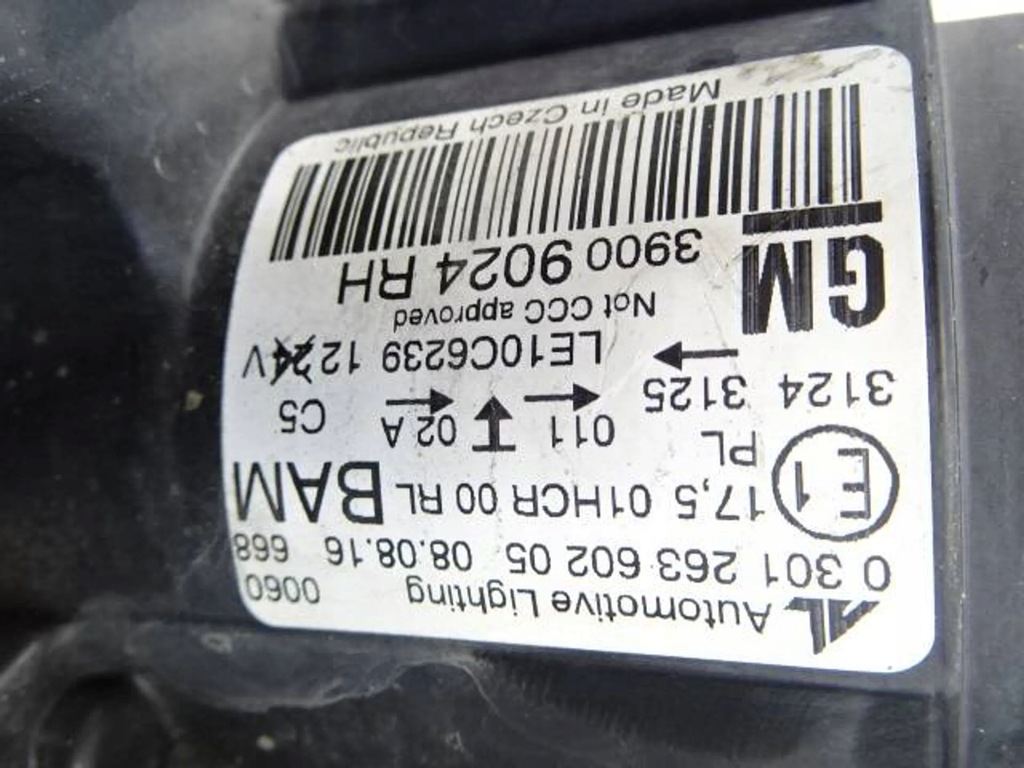 AL Automotive Lighting 0060
0 301 263 602 05 08.08.16 668
E1 17,5 01HCR 00 RL BAM
PL 011 02 A C5
3124 3125
LE10C6239 12 24V
Not CCC approved
GM 3900 9024 RH
Made in Czech Republic